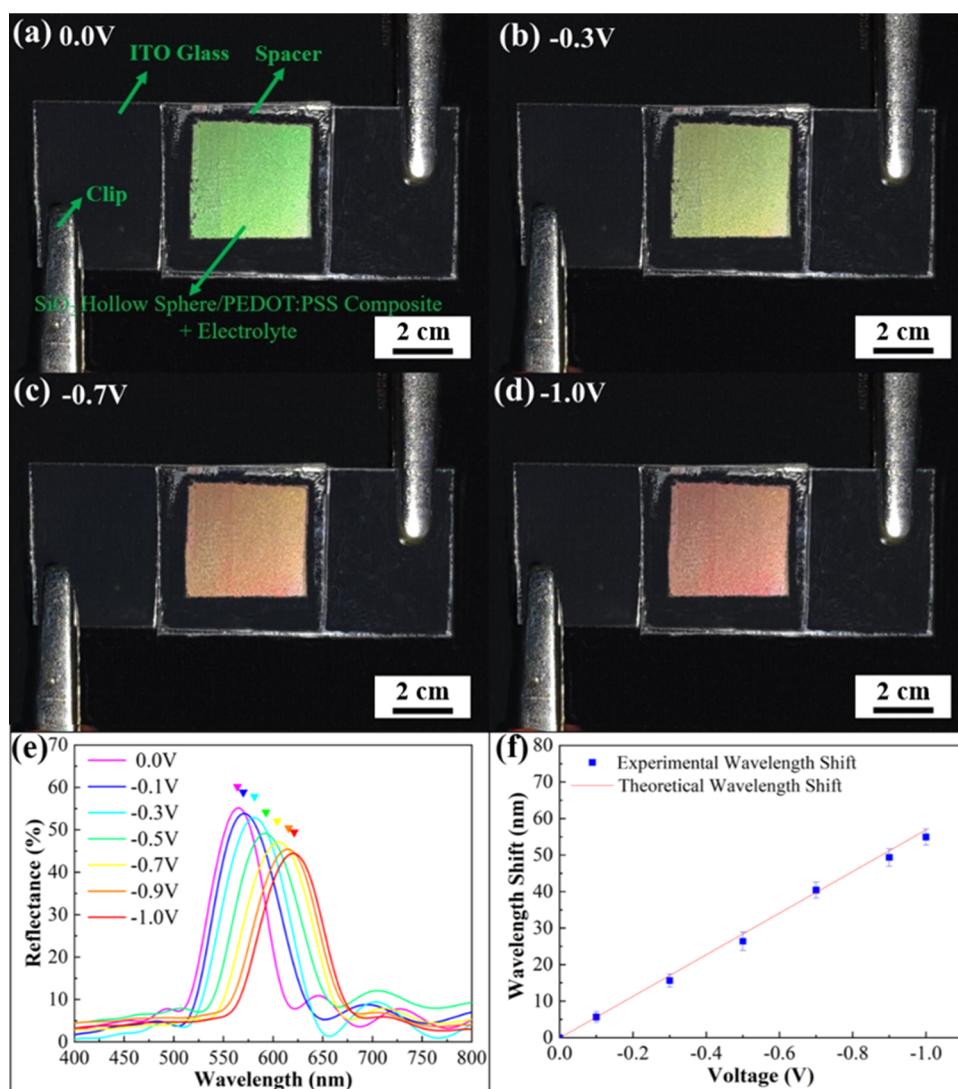 (a) 0.0V
ITO Glass
Spacer
Clip
SiO2 Hollow Sphere/PEDOT:PSS Composite
+ Electrolyte
2 cm
(b) -0.3V
2 cm
(c) -0.7V
2 cm
(d) -1.0V
2 cm
(e)
70
60
50
40
30
20
10
0
Reflectance (%)
0.0V
-0.1V
-0.3V
-0.5V
-0.7V
-0.9V
-1.0V
400 450 500 550 600 650 700 750 800
Wavelength (nm)
(f)
80
70
60
50
40
30
20
10
0
Wavelength Shift (nm)
Experimental Wavelength Shift
Theoretical Wavelength Shift
0.0 -0.2 -0.4 -0.6 -0.8 -1.0
Voltage (V)